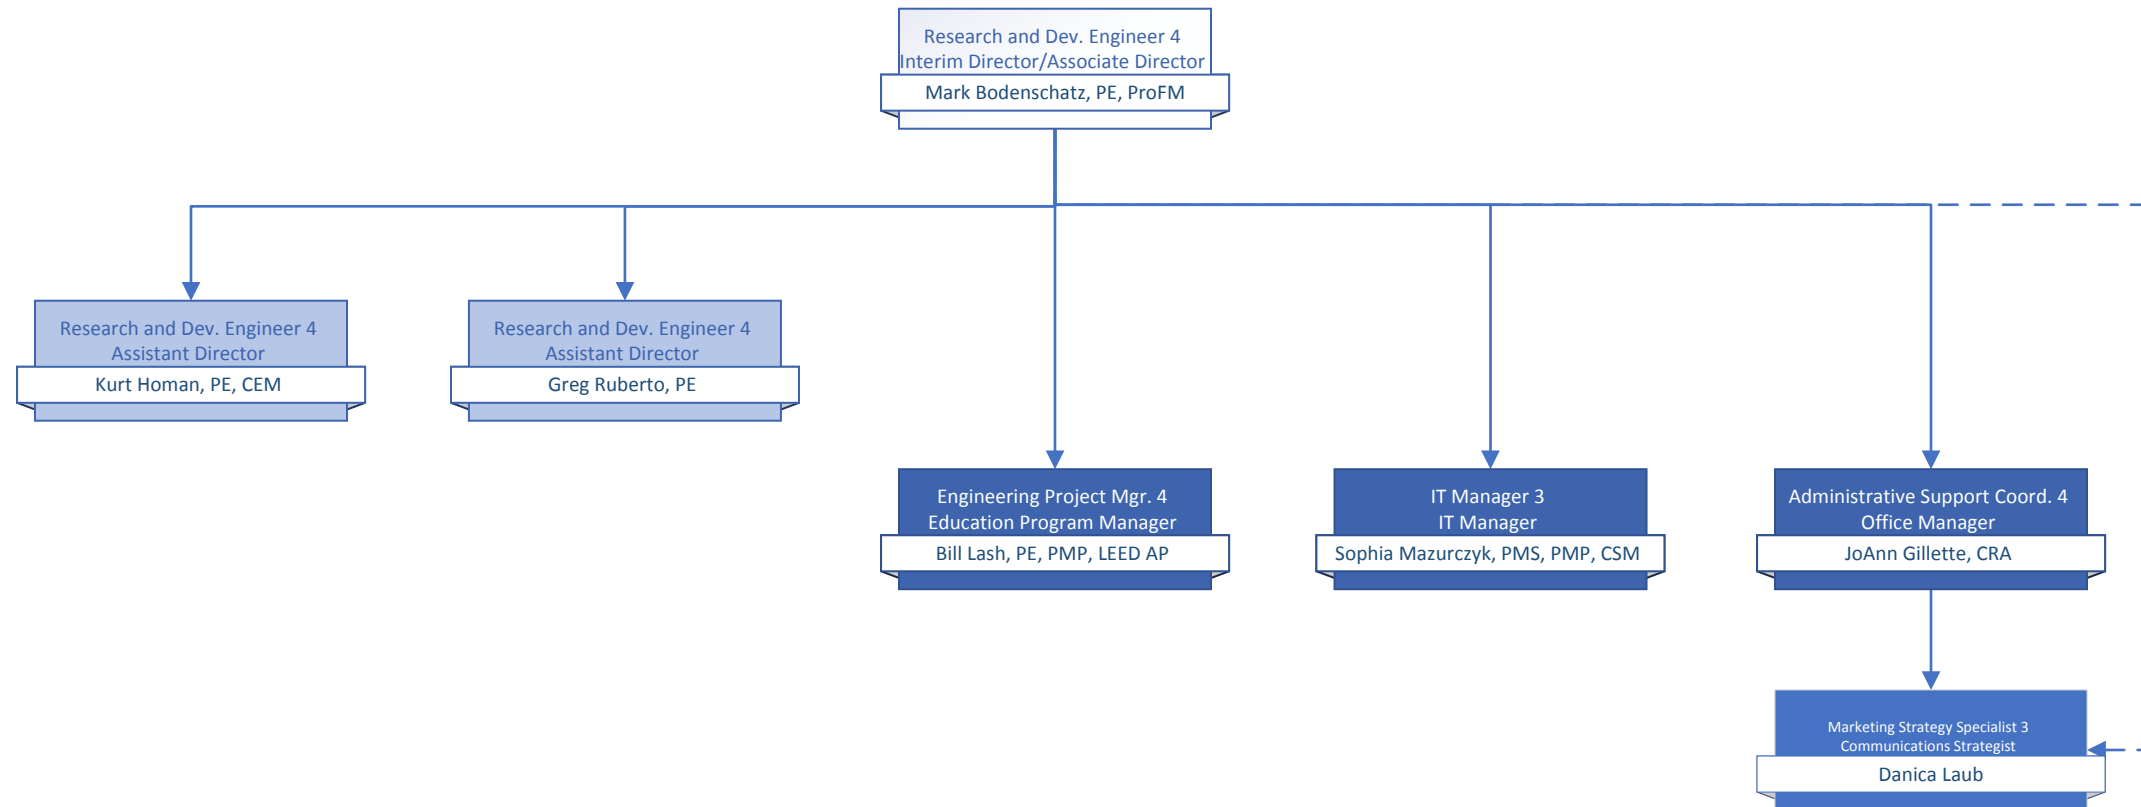 Research and Dev. Engineer 4
Interim Director/Associate Director
Mark Bodenschatz, PE, ProFM
Research and Dev. Engineer 4
Assistant Director
Kurt Homan, PE, CEM
Research and Dev. Engineer 4
Assistant Director
Greg Ruberto, PE
Engineering Project Mgr. 4
Education Program Manager
Bill Lash, PE, PMP, LEED AP
IT Manager 3
IT Manager
Sophia Mazurczyk, PMS, PMP, CSM
Administrative Support Coord. 4
Office Manager
JoAnn Gillette, CRA
Marketing Strategy Specialist 3
Communications Strategist
Danica Laub